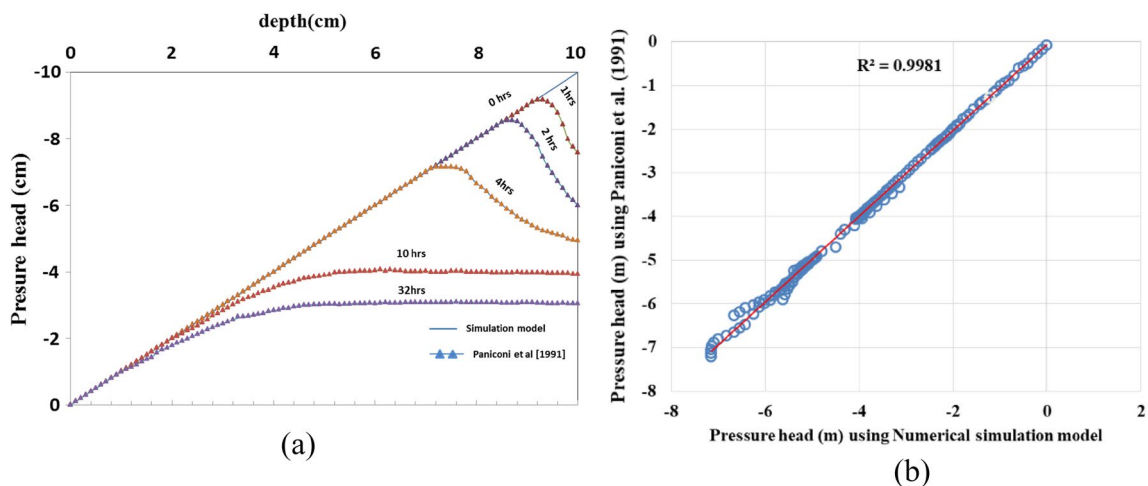 depth(cm)
0 2 4 6 8 10
-10
-8
-6
-4
-2
0
Presure head (cm)
0 hrs
1hrs
2 hrs
4hrs
10 hrs
32hrs
Simulation model
Paniconi et al [1991]
(a)
Pressure head (m) using Paniconi et al. (1991)
0
-1
-2
-3
-4
-5
-6
-7
-8
R² = 0.9981
-8 -6 -4 -2 0 2
Pressure head (m) using Numerical simulation model
(b)